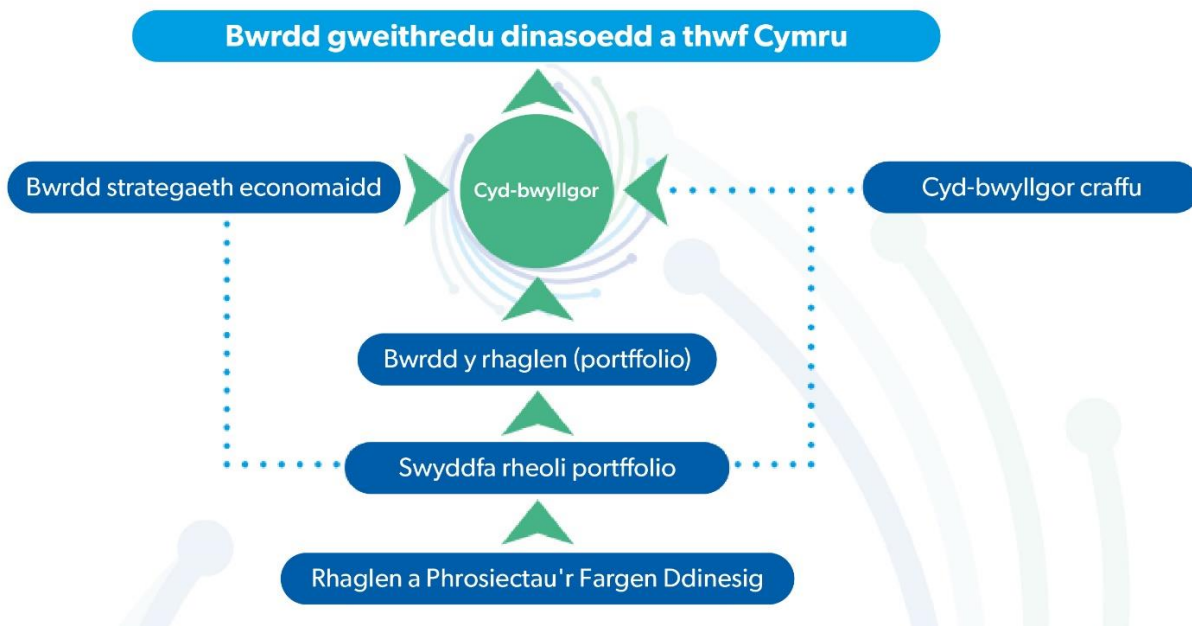 Bwrdd gweithredu dinasoedd a thwf Cymru
Bwrdd strategaeth economaidd
Cyd-bwyllgor
Cyd-bwyllgor craffu
Bwrdd y rhaglen (portffolio)
Swyddfa rheoli portffolio
Rhaglen a Phrosiectau'r Fargen Ddinesig